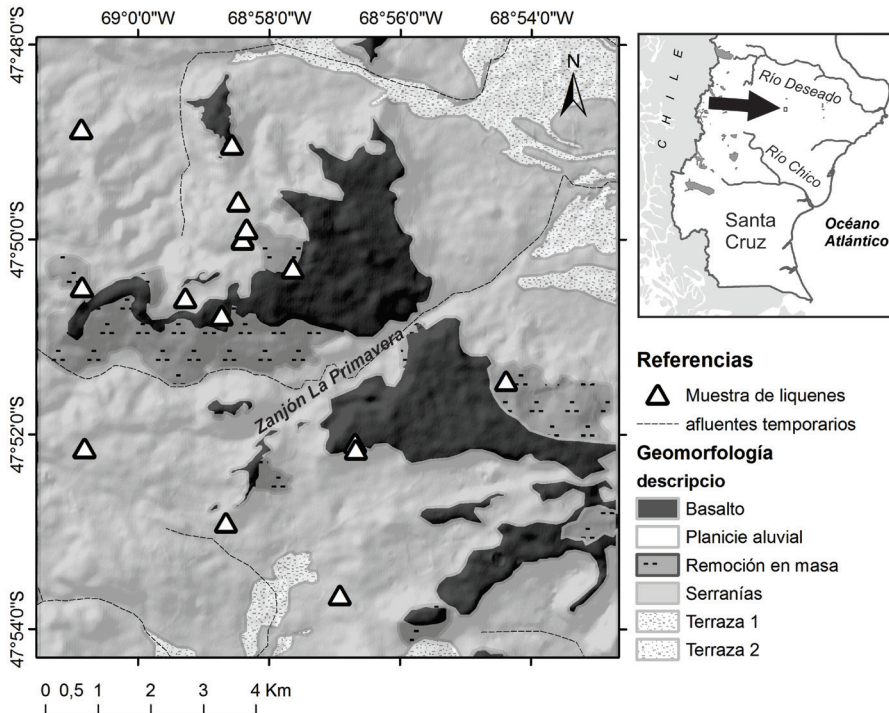 69°0'0"W 68°58'0"W 68°56'0"W 68°54'0"W
47°48'0"S
47°50'0"S
47°52'0"S
47°54'0"S
N
Zanjón La Primavera
0 0,5 1 2 3 4 Km
CHILE
Río Deseado
Río Chico
Santa
Cruz
Océano
Atlántico
Referencias
Muestra de liquenes
afluentes temporarios
Geomorfología
descripcio
Basalto
Planicie aluvial
Remoción en masa
Serranías
Terraza 1
Terraza 2